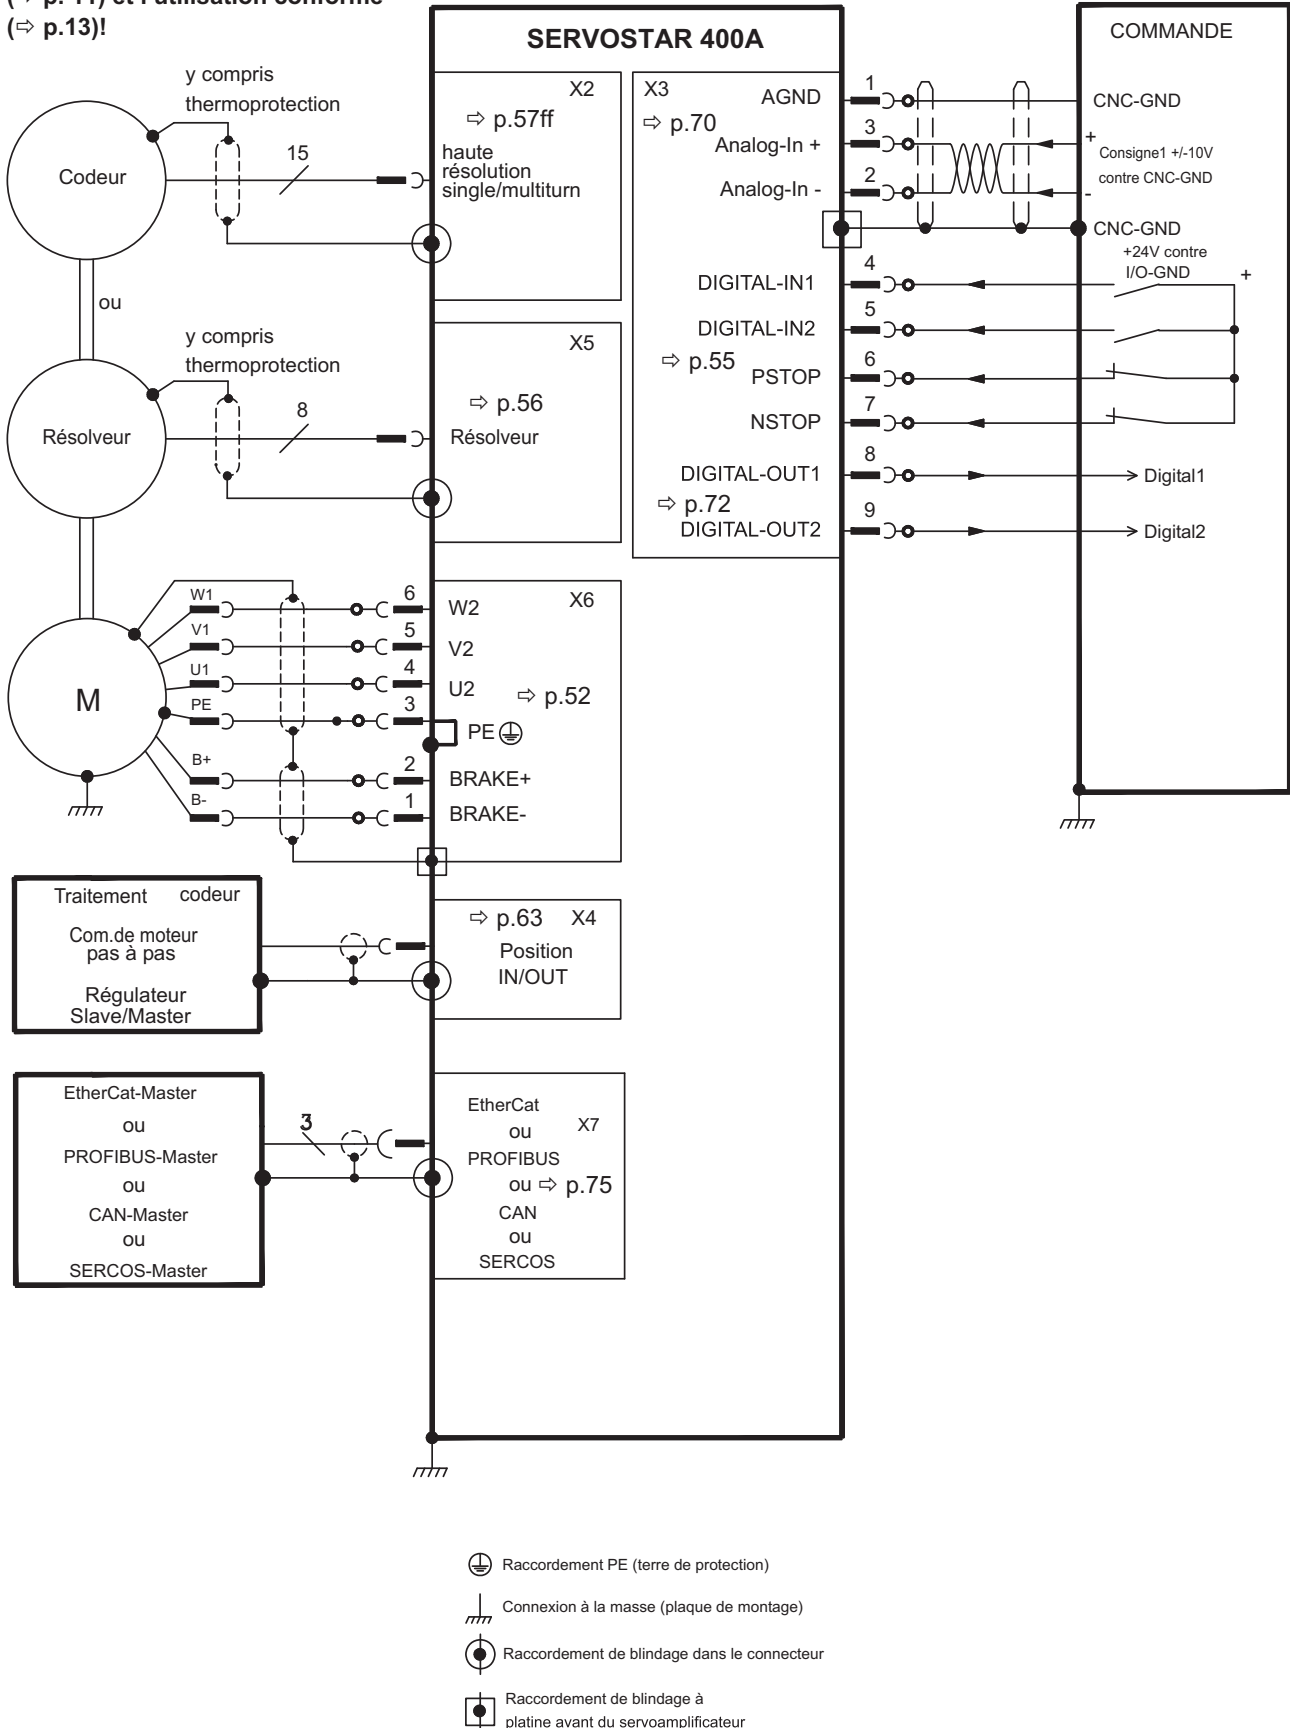 (⇨ p. 11) et l'utilisation conforme
(⇨ p.13)!
SERVOSTAR 400A
COMMANDE
y compris
thermoprotection
Codeur
15
X2
⇨ p.57ff
haute
résolution
single/multiturn
ou
y compris
thermoprotection
Résolveur
8
X5
⇨ p.56
Résolveur
X3
⇨ p.70
AGND
1
CNC-GND
Analog-In +
3
+
Consigne1 +/-10V
contre CNC-GND
Analog-In -
2
-
CNC-GND
+24V contre
I/O-GND
+
DIGITAL-IN1
4
DIGITAL-IN2
5
⇨ p.55
PSTOP
6
NSTOP
7
DIGITAL-OUT1
8
Digital1
⇨ p.72
DIGITAL-OUT2
9
Digital2
M
W1
6
W2
X6
V1
5
V2
U1
4
U2
⇨ p.52
PE
3
PE
B+
2
BRAKE+
B-
1
BRAKE-
Traitement codeur
Com.de moteur
pas à pas
Régulateur
Slave/Master
⇨ p.63 X4
Position
IN/OUT
EtherCat-Master
ou
PROFIBUS-Master
ou
CAN-Master
ou
SERCOS-Master
3
EtherCat
ou
X7
PROFIBUS
ou ⇨ p.75
CAN
ou
SERCOS
Raccordement PE (terre de protection)
Connexion à la masse (plaque de montage)
Raccordement de blindage dans le connecteur
Raccordement de blindage à
platine avant du servoamplificateur